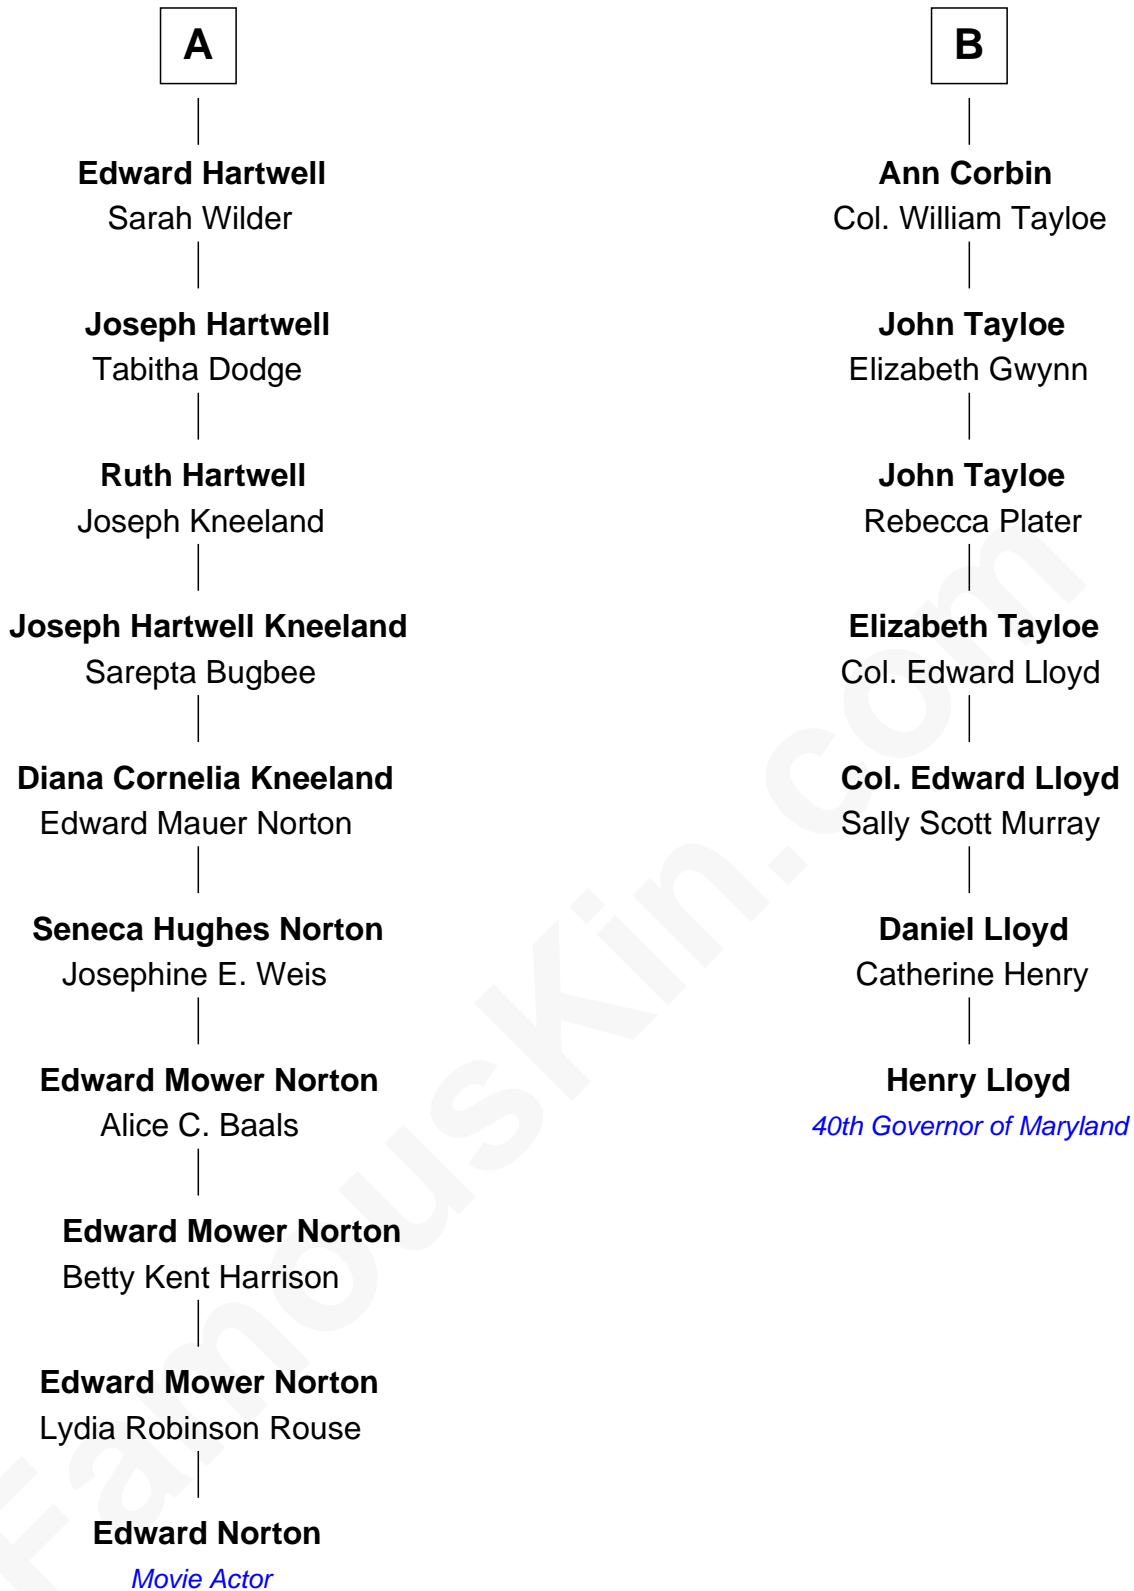 A
Edward Hartwell
Sarah Wilder
Joseph Hartwell
Tabitha Dodge
Ruth Hartwell
Joseph Kneeland
Joseph Hartwell Kneeland
Sarepta Bugbee
Diana Cornelia Kneeland
Edward Mauer Norton
Seneca Hughes Norton
Josephine E. Weis
Edward Mower Norton
Alice C. Baals
Edward Mower Norton
Betty Kent Harrison
Edward Mower Norton
Lydia Robinson Rouse
Edward Norton
Movie Actor
B
Ann Corbin
Col. William Tayloe
John Tayloe
Elizabeth Gwynn
John Tayloe
Rebecca Plater
Elizabeth Tayloe
Col. Edward Lloyd
Col. Edward Lloyd
Sally Scott Murray
Daniel Lloyd
Catherine Henry
Henry Lloyd
40th Governor of Maryland
FamousKin.com